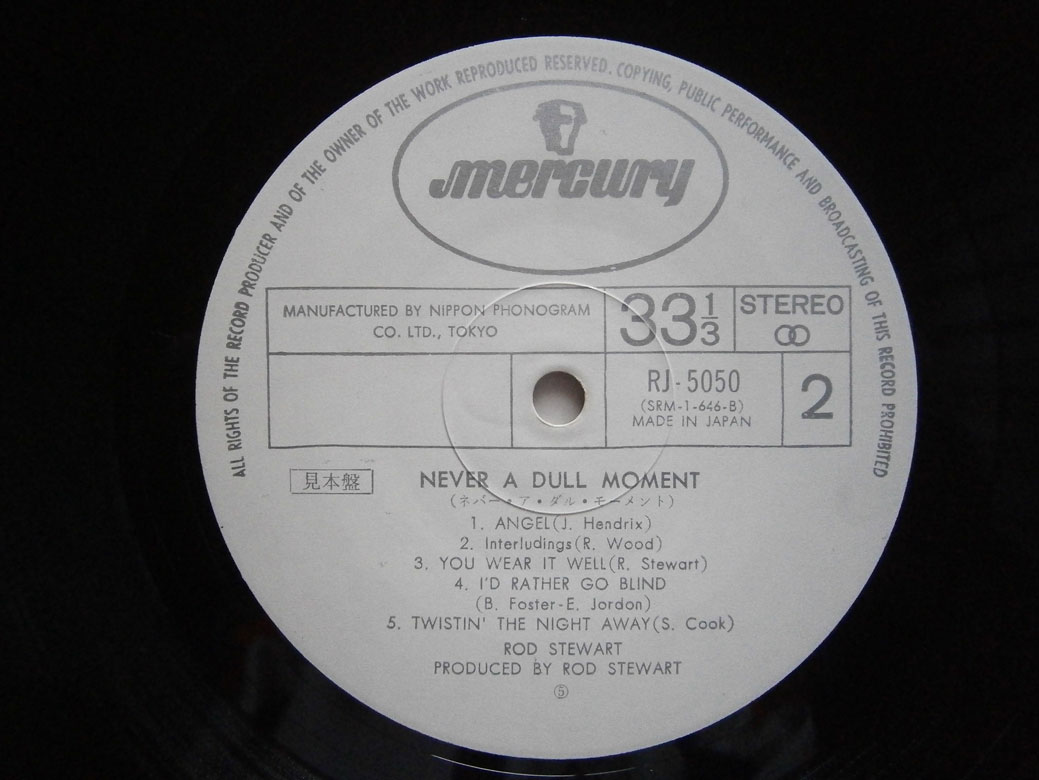 ALL RIGHTS OF THE RECORD PRODUCER AND OF THE OWNER OF THE WORK REPRODUCED RESERVED. COPYING, PUBLIC PERFORMANCE AND BROADCASTING OF THIS RECORD PROHIBITED
mercury
MANUFACTURED BY NIPPON PHONOGRAM
CO. LTD., TOKYO
33 1/3
STEREO
RJ-5050
(SRM-1-646-B)
MADE IN JAPAN
2
見本盤
NEVER A DULL MOMENT
(ネバー・ア・ダル・モーメント)
1. ANGEL(J. Hendrix)
2. Interludings(R. Wood)
3. YOU WEAR IT WELL(R. Stewart)
4. I'D RATHER GO BLIND
(B. Foster-E. Jordon)
5. TWISTIN' THE NIGHT AWAY(S. Cook)
ROD STEWART
PRODUCED BY ROD STEWART
⑤